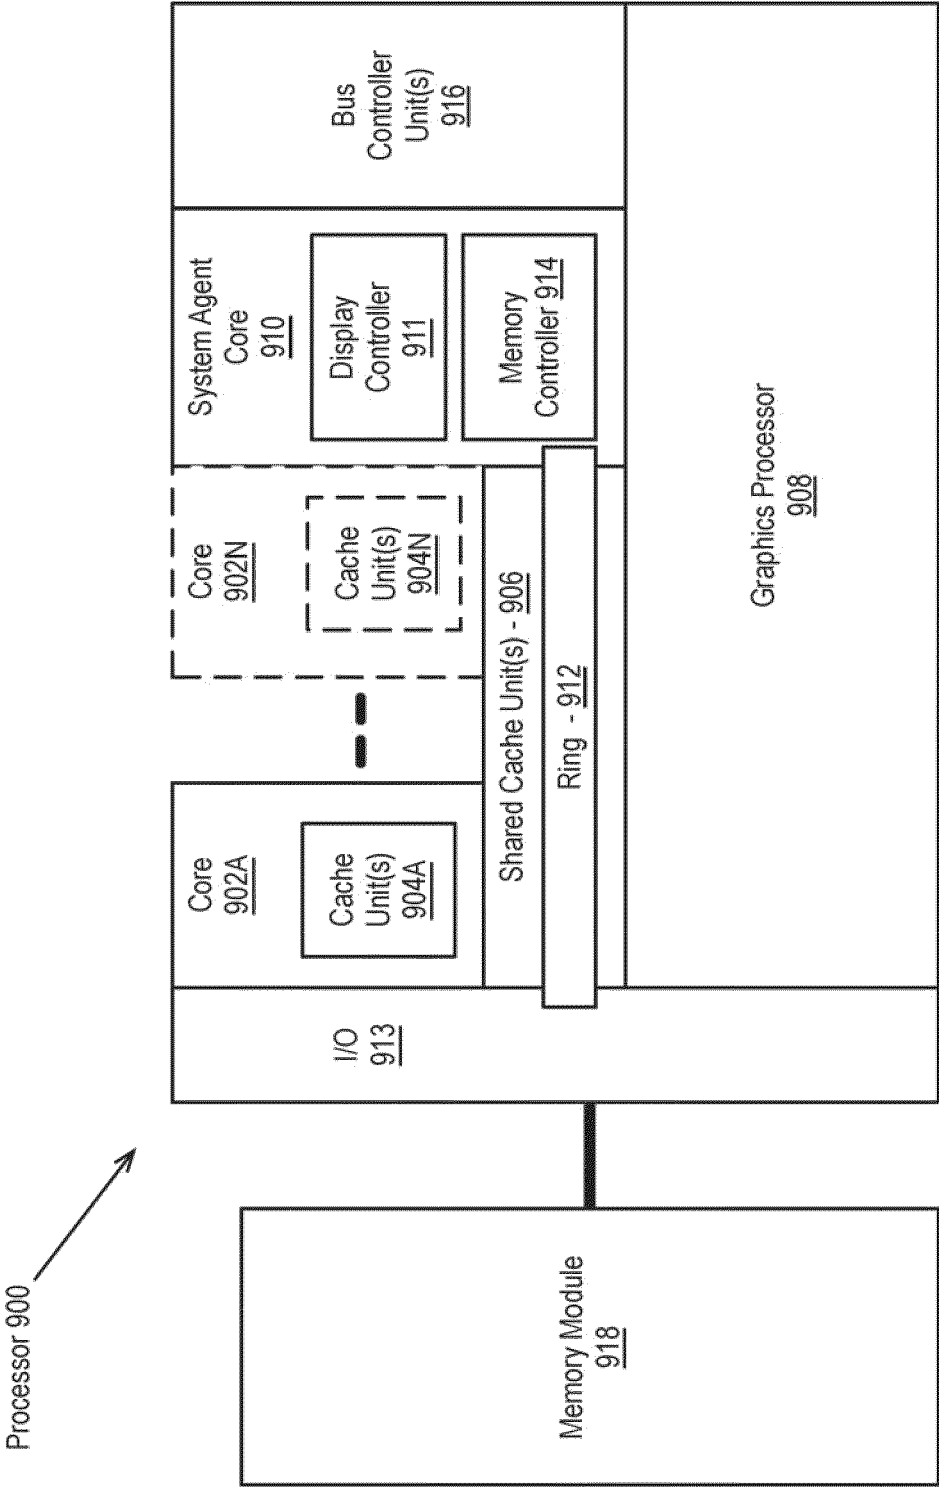 Processor 900
Memory Module
918
I/O
913
Core
902A
Cache
Unit(s)
904A
Core
902N
Cache
Unit(s)
904N
System Agent
Core
910
Display
Controller
911
Memory
Controller 914
Bus
Controller
Unit(s)
916
Shared Cache Unit(s) - 906
Ring - 912
Graphics Processor
908